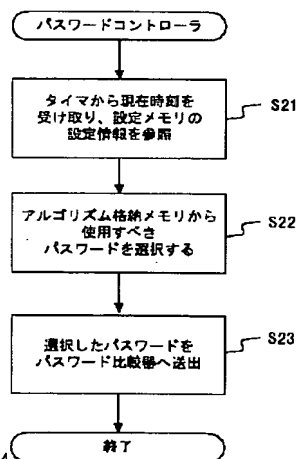 パスワードコントローラ
タイマから現在時刻を
受け取り、設定メモリの
設定情報を参照
S21
アルゴリズム格納メモリから
使用すべき
パスワードを選択する
S22
選択したパスワードを
パスワード比較器へ送出
S23
終了